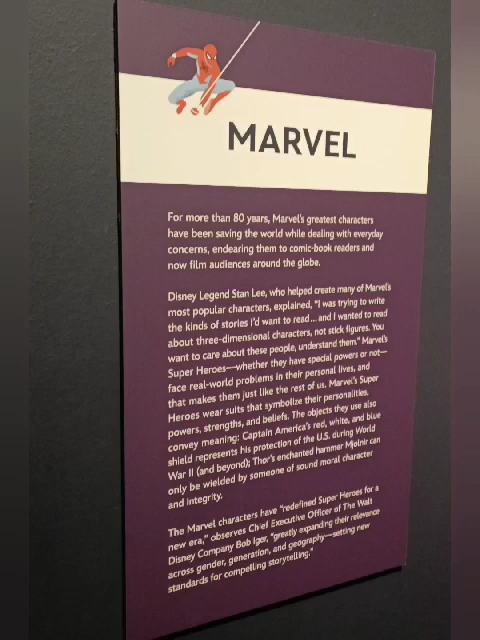 MARVEL
For more than 80 years, Marvel's greatest characters
have been saving the world while dealing with everyday
concerns, endearing them to comic-book readers and
now film audiences around the globe.
Disney Legend Stan Lee, who helped create many of Marvel's
most popular characters, explained, "I was trying to write
the kinds of stories I'd want to read... and I wanted to read
about three-dimensional characters, not stick figures. You
want to care about these people, understand them." Marvel's
Super Heroes—whether they have special powers or not—
face real-world problems in their personal lives, and
that makes them just like the rest of us. Marvel's Super
Heroes wear suits that symbolize their personalities,
powers, strengths, and beliefs. The objects they use also
convey meaning: Captain America's red, white, and blue
shield represents his protection of the U.S. during World
War II (and beyond); Thor's enchanted hammer Mjolnir can
only be wielded by someone of sound moral character
and integrity.
The Marvel characters have "redefined Super Heroes for a
new era," observes Chief Executive Officer of The Walt
Disney Company Bob Iger, "greatly expanding their relevance
across gender, generation, and geography—setting new
standards for compelling storytelling."